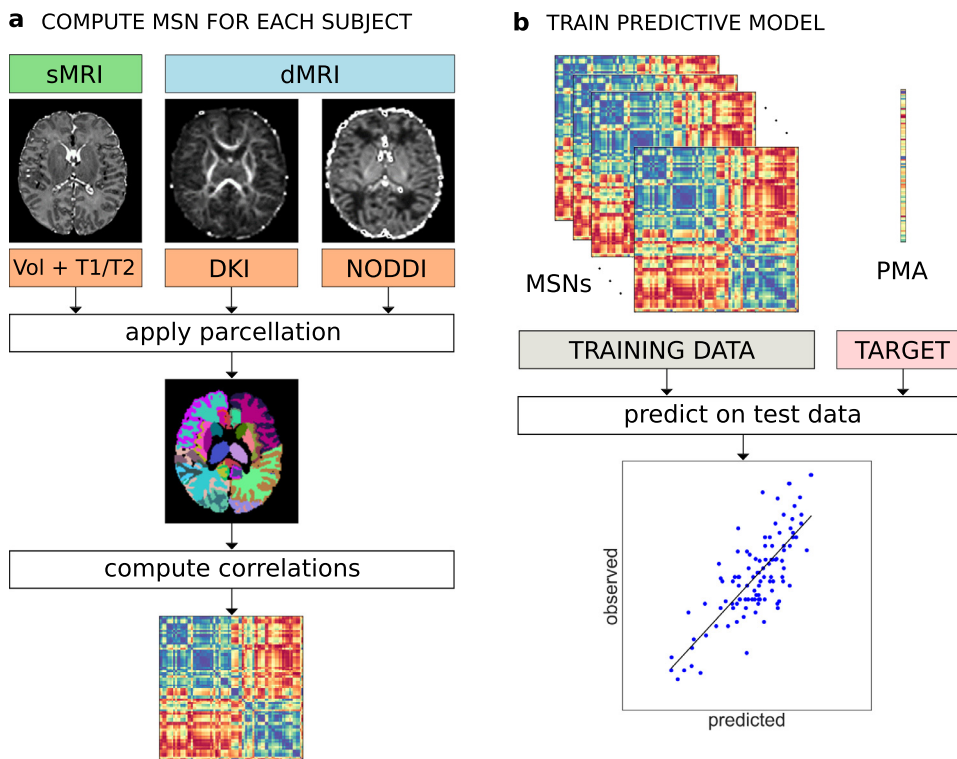 a COMPUTE MSN FOR EACH SUBJECT
sMRI
dMRI
Vol + T1/T2
DKI
NODDI
apply parcellation
compute correlations
b TRAIN PREDICTIVE MODEL
MSNs
PMA
TRAINING DATA
TARGET
predict on test data
observed
predicted